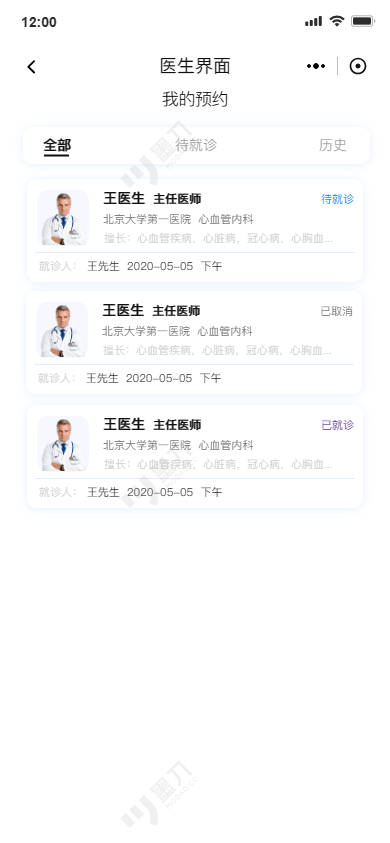 12:00
医生界面
我的预约
全部 待就诊 历史
王医生 主任医师 待就诊
北京大学第一医院 心血管内科
擅长：心血管疾病，心脏病，冠心病，心胸血...
就诊人： 王先生 2020-05-05 下午
王医生 主任医师 已取消
北京大学第一医院 心血管内科
擅长：心血管疾病，心脏病，冠心病，心胸血...
就诊人： 王先生 2020-05-05 下午
王医生 主任医师 已就诊
北京大学第一医院 心血管内科
擅长：心血管疾病，心脏病，冠心病，心胸血...
就诊人： 王先生 2020-05-05 下午
墨刀
MODAO.CC